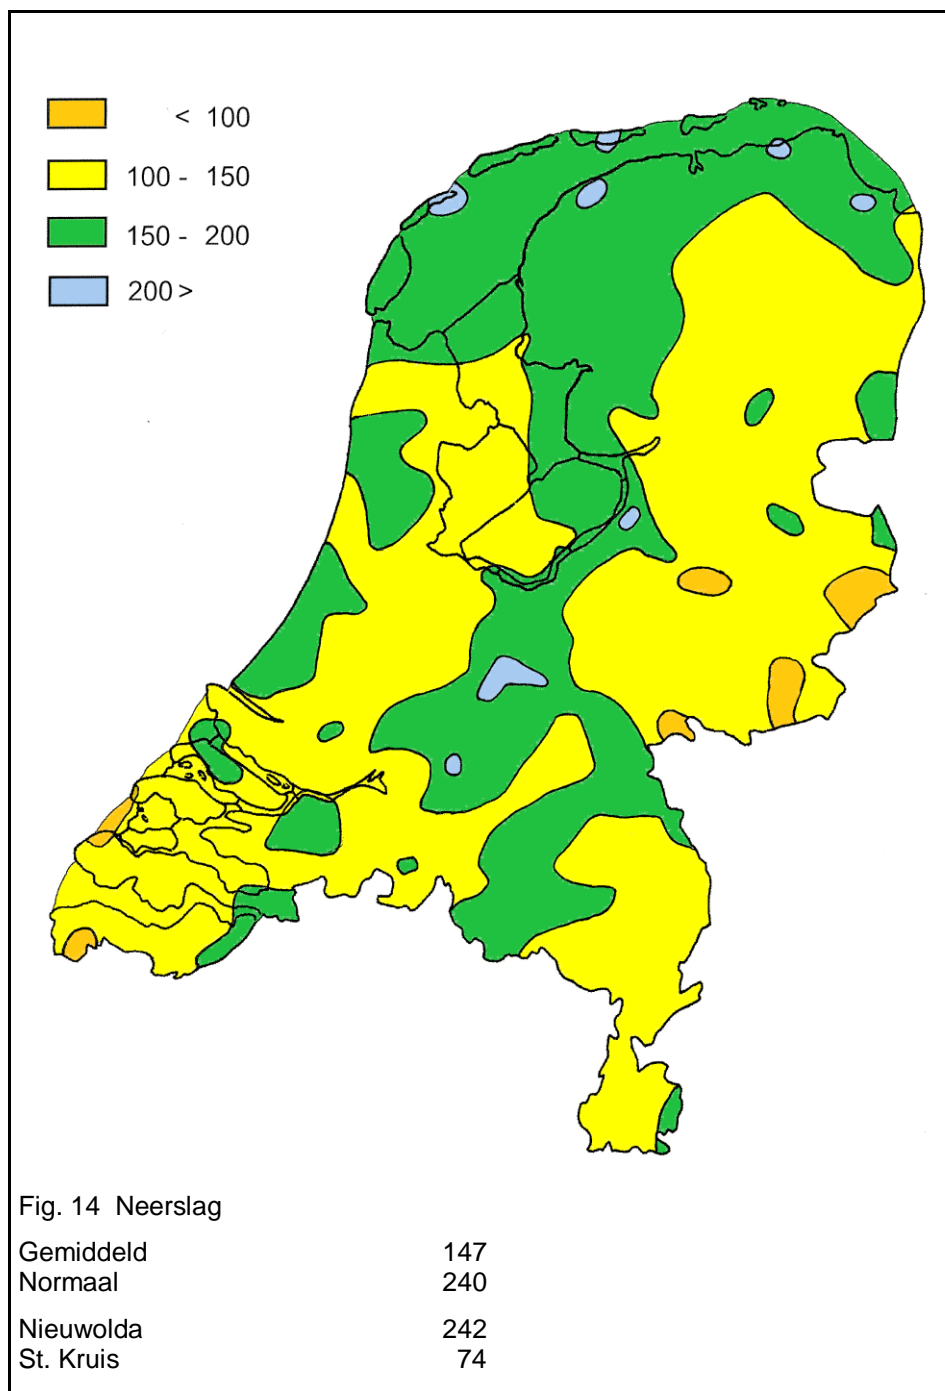 < 100
100 - 150
150 - 200
200 >
Fig. 14 Neerslag
Gemiddeld 147
Normaal 240
Nieuwolda 242
St. Kruis 74